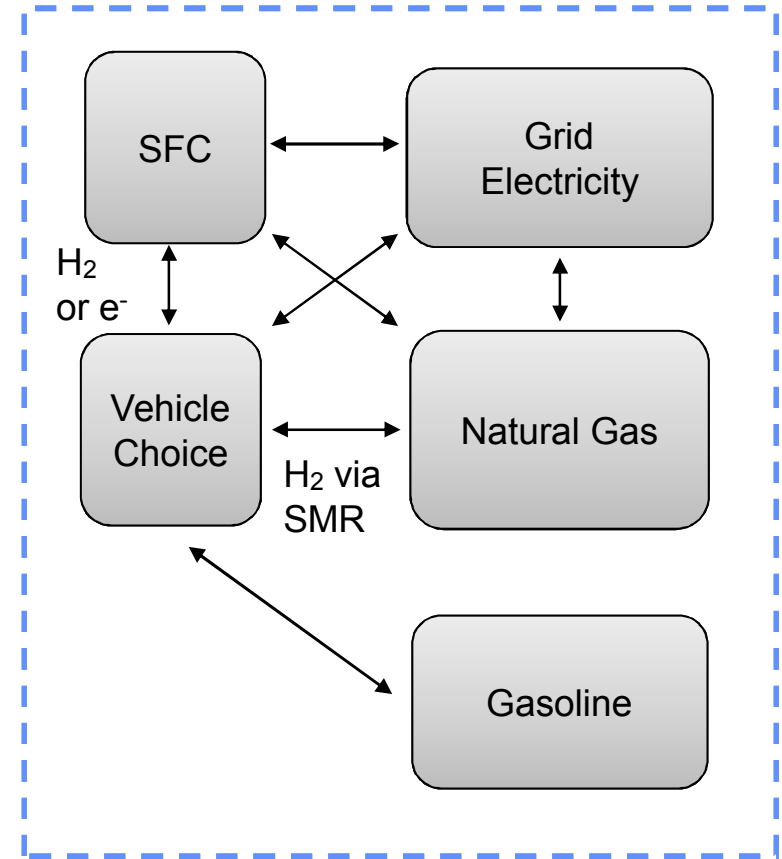 SFC
Grid
Electricity
H₂
or e⁻
Vehicle
Choice
Natural Gas
H₂ via
SMR
Gasoline